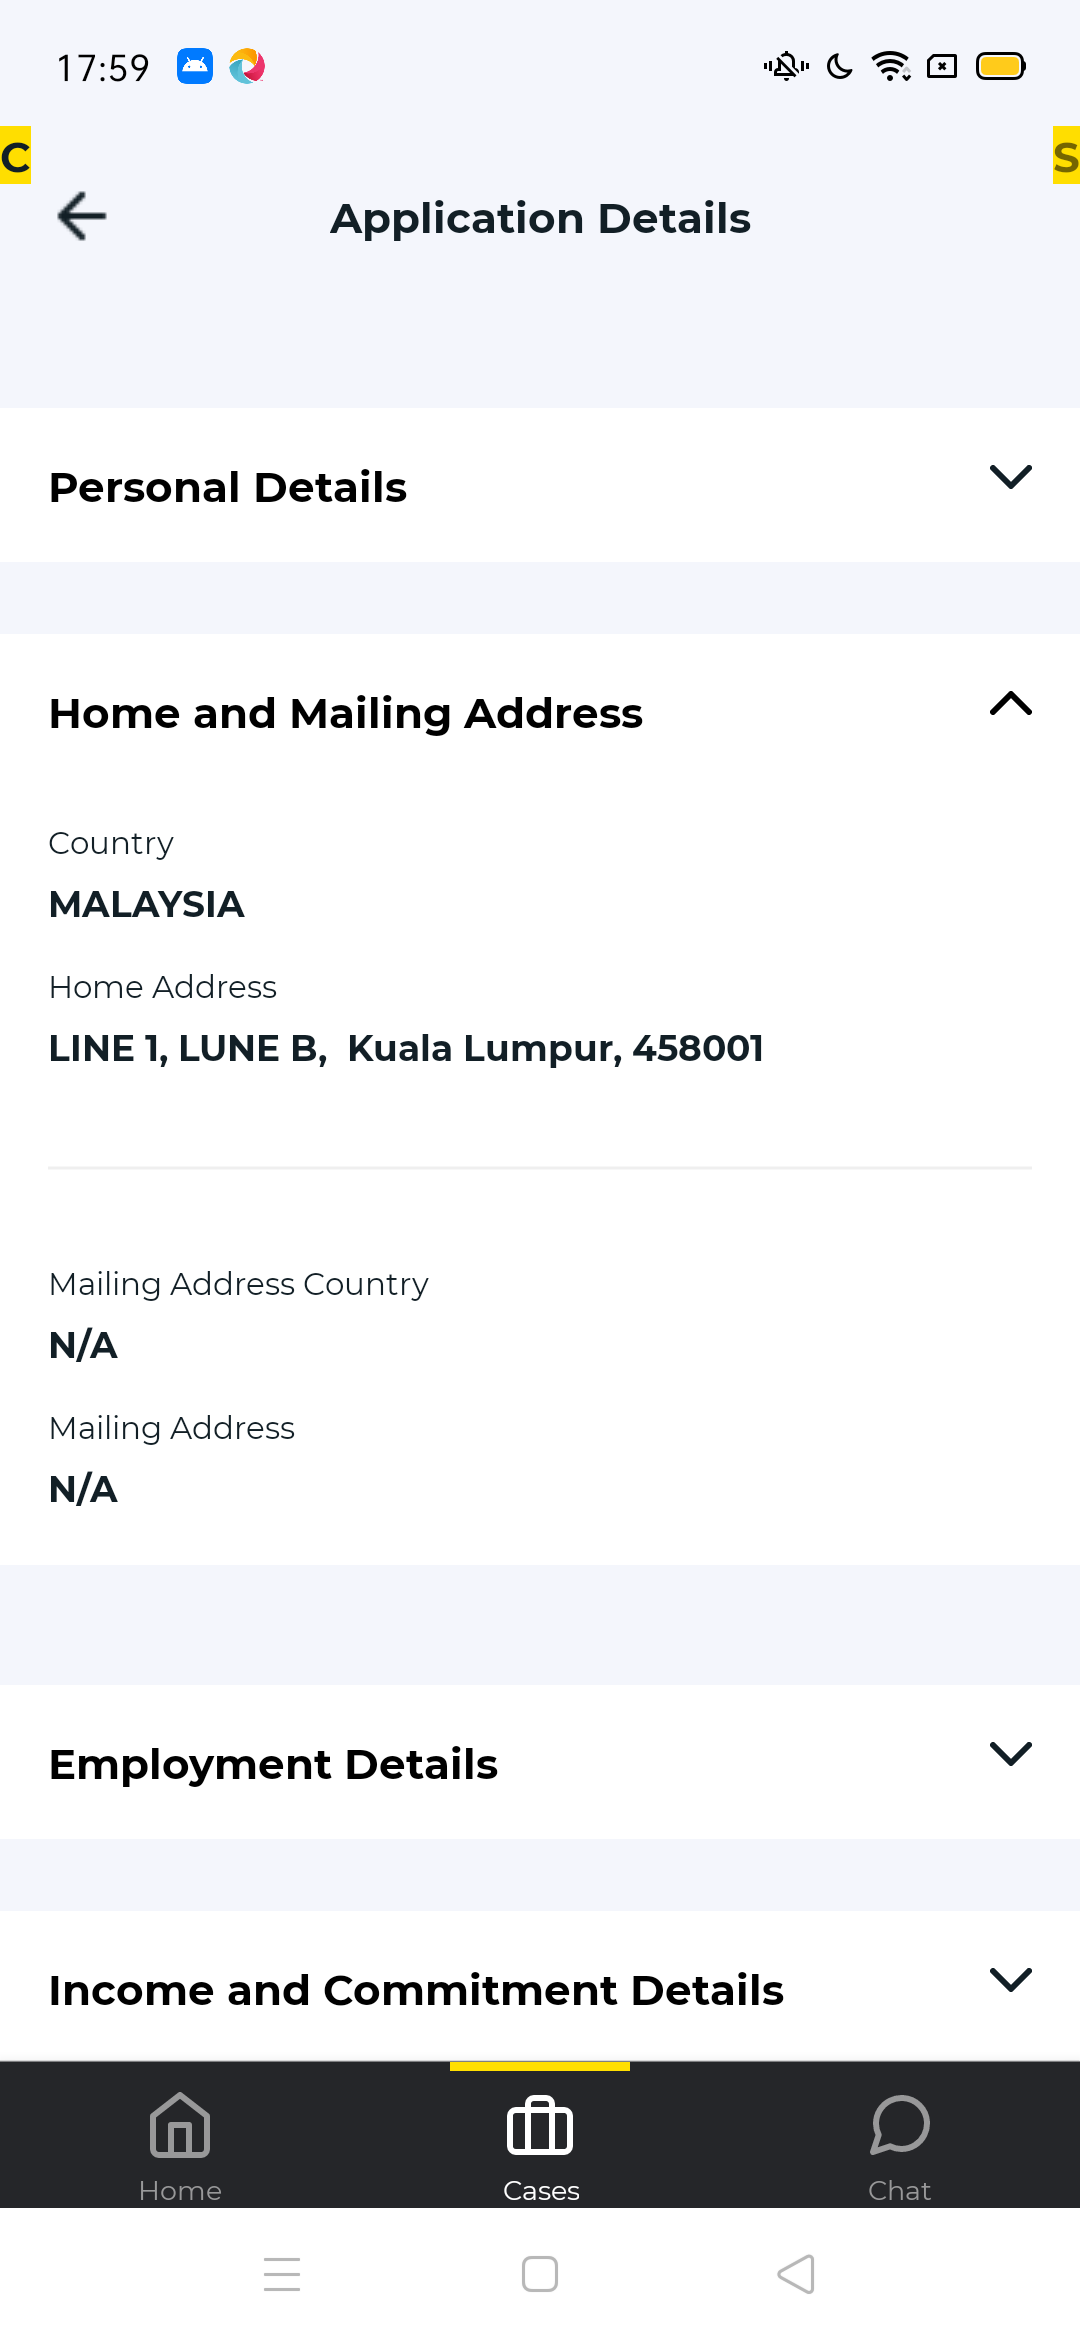 17:59
C
S
Application Details
Personal Details
Home and Mailing Address
Country
MALAYSIA
Home Address
LINE 1, LUNE B,  Kuala Lumpur, 458001
Mailing Address Country
N/A
Mailing Address
N/A
Employment Details
Income and Commitment Details
Home
Cases
Chat